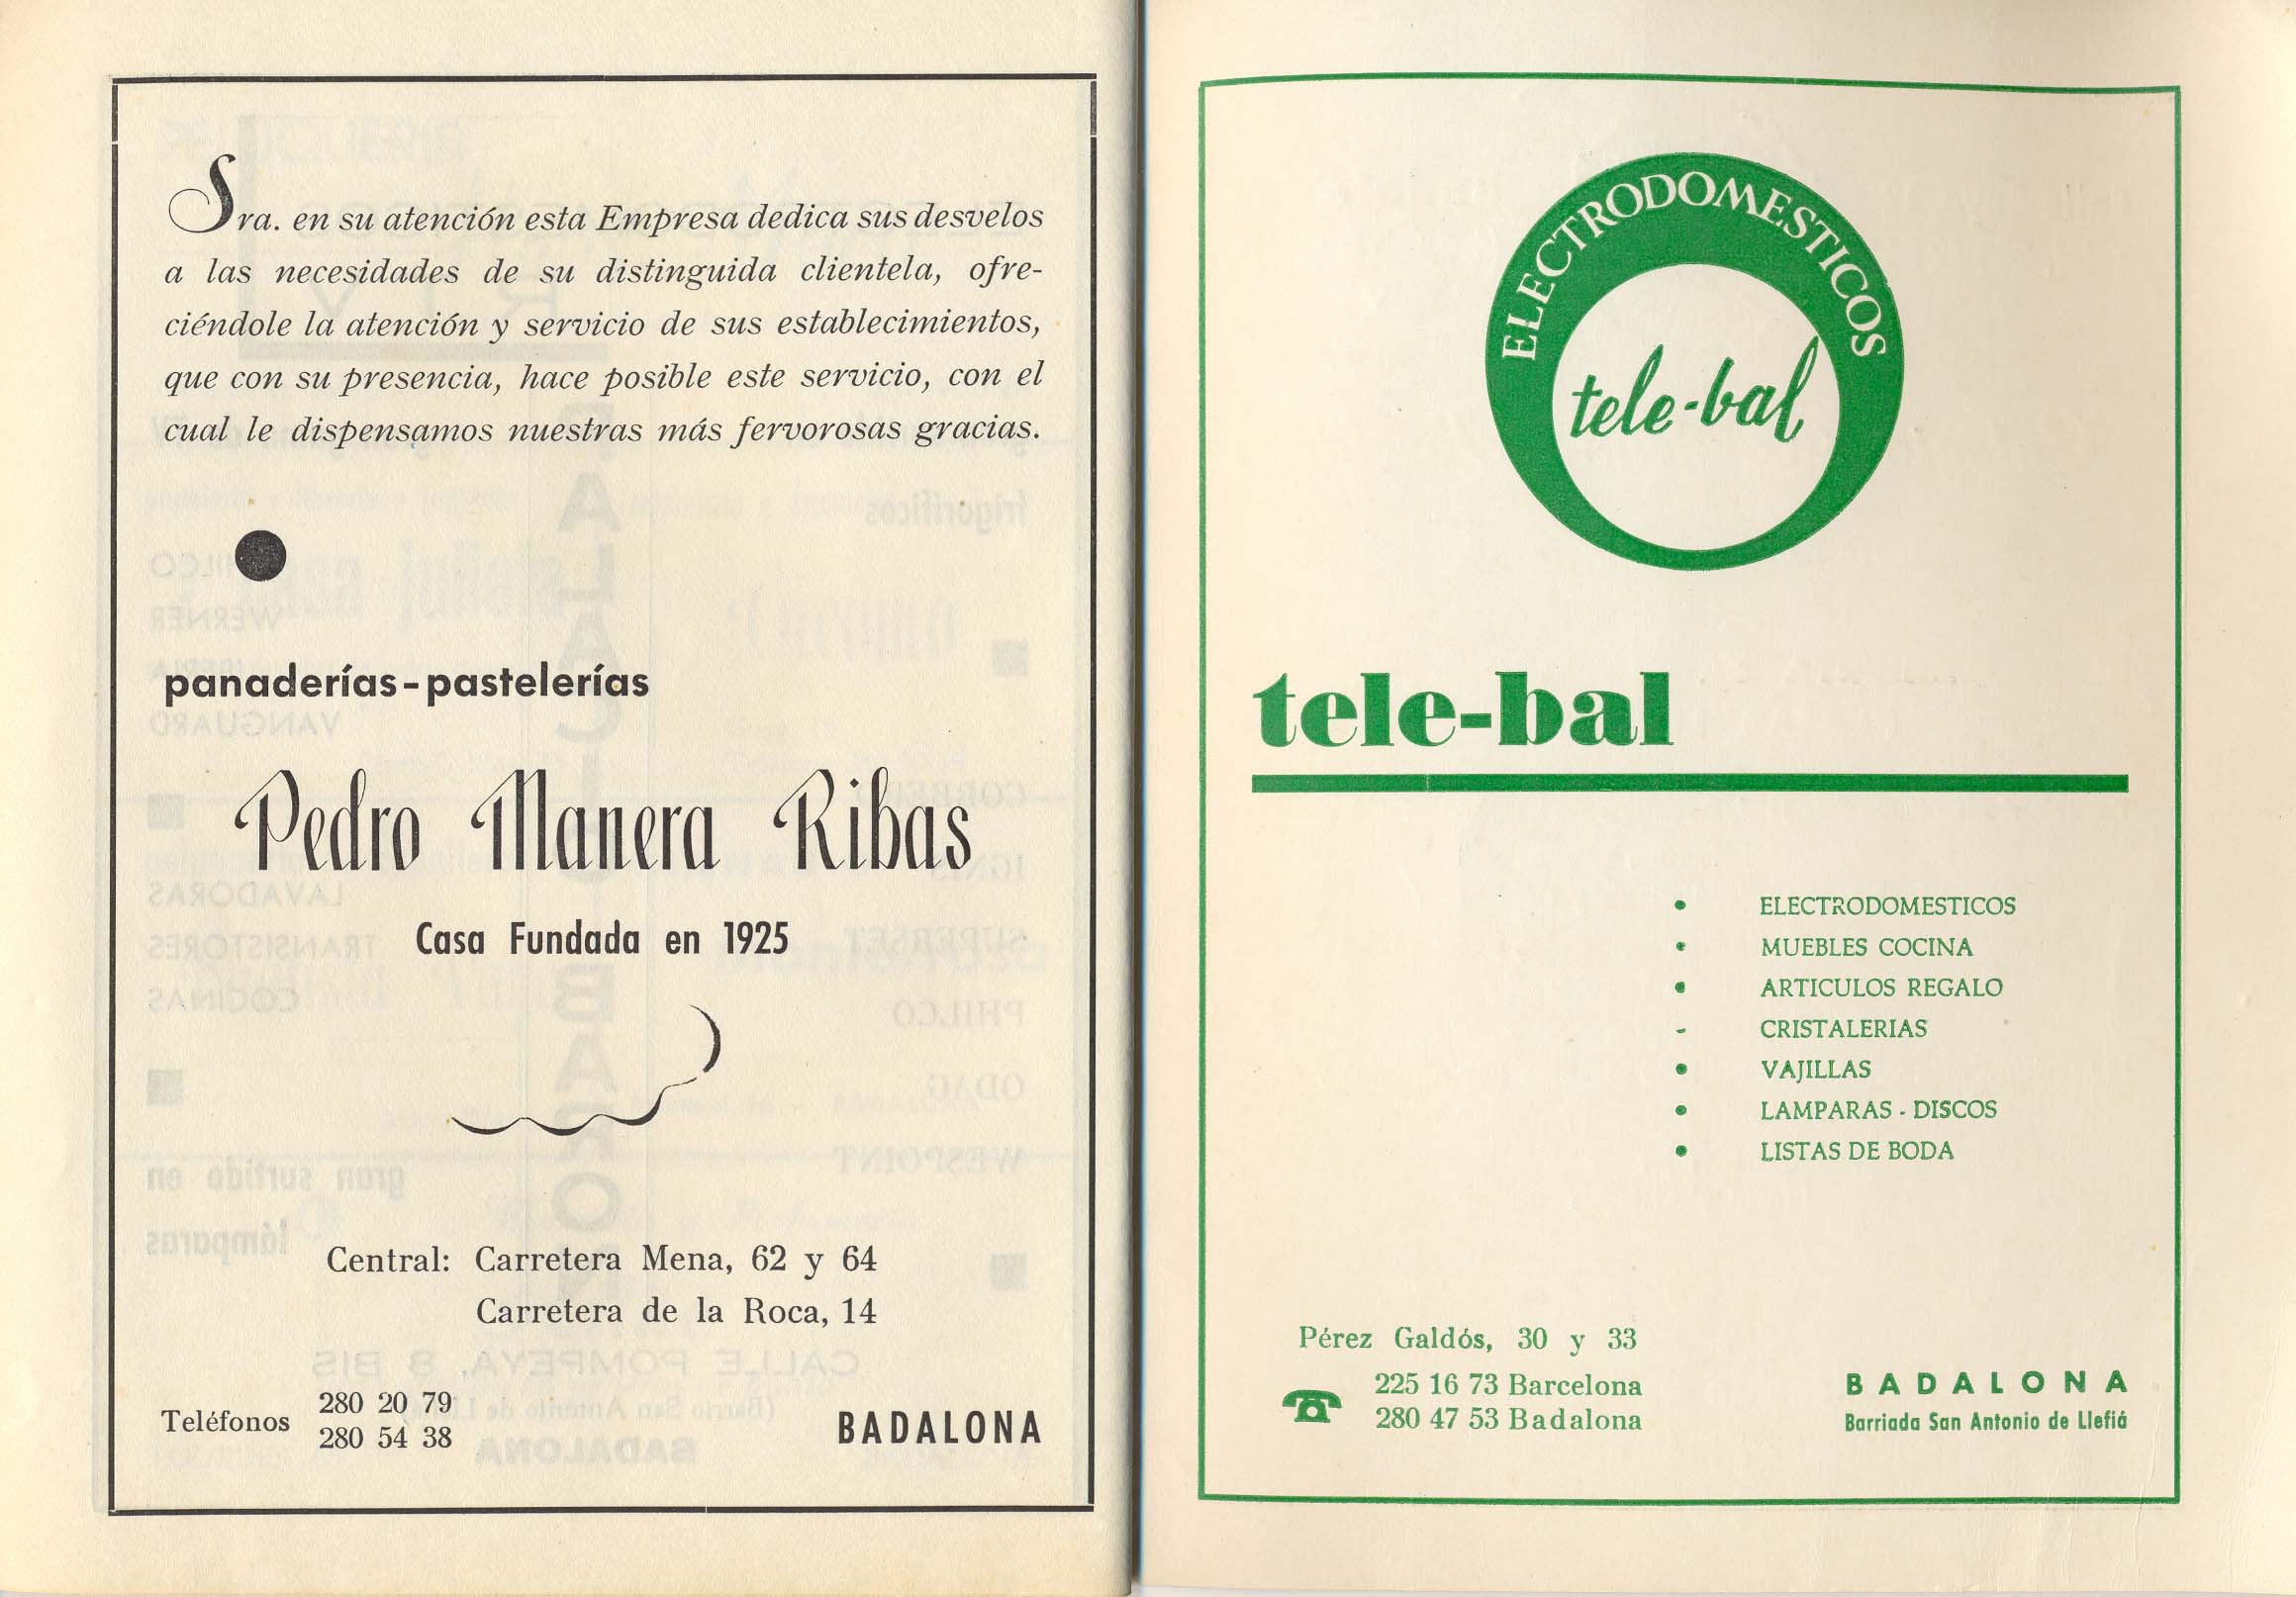 Sra. en su atención esta Empresa dedica sus desvelos
a las necesidades de su distinguida clientela, ofre-
ciéndole la atención y servicio de sus establecimientos,
que con su presencia, hace posible este servicio, con el
cual le dispensamos nuestras más fervorosas gracias.
panaderías-pastelerías
Pedro Manera Ribas
Casa Fundada en 1925
Central: Carretera Mena, 62 y 64
Carretera de la Roca, 14
Teléfonos
280 20 79
280 54 38
BADALONA
ELECTRODOMESTICOS
tele-bal
tele-bal
• ELECTRODOMESTICOS
• MUEBLES COCINA
• ARTICULOS REGALO
- CRISTALERIAS
• VAJILLAS
• LAMPARAS - DISCOS
• LISTAS DE BODA
Pérez Galdós, 30 y 33
225 16 73 Barcelona
280 47 53 Badalona
BADALONA
Barriada San Antonio de Llefiá